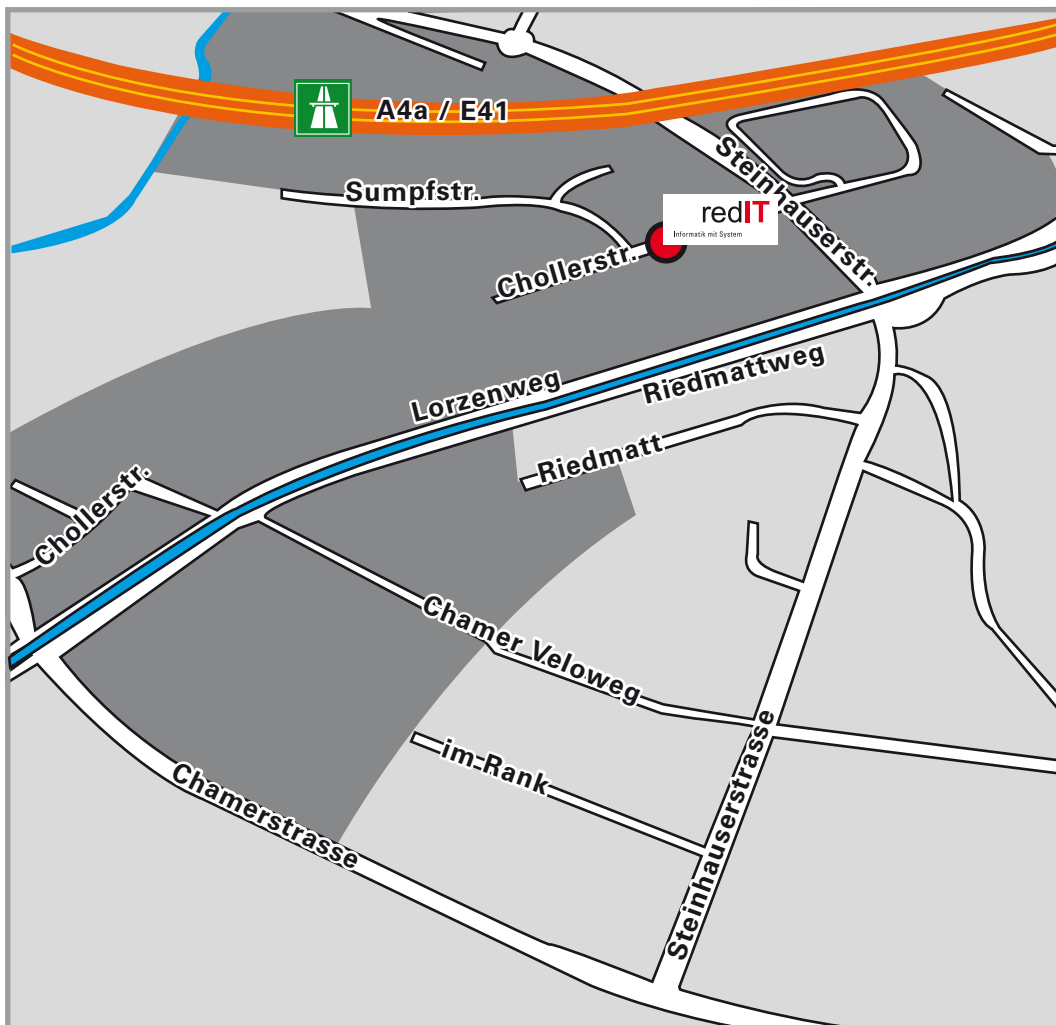 A4a / E41
Steinhauserstr.
Sumpfstr.
redIT
Informatik mit System
Chollerstr.
Lorzenweg
Riedmattweg
Riedmatt
Chollerstr.
Chamer Veloweg
im Rank
Steinhauserstrasse
Chamerstrasse